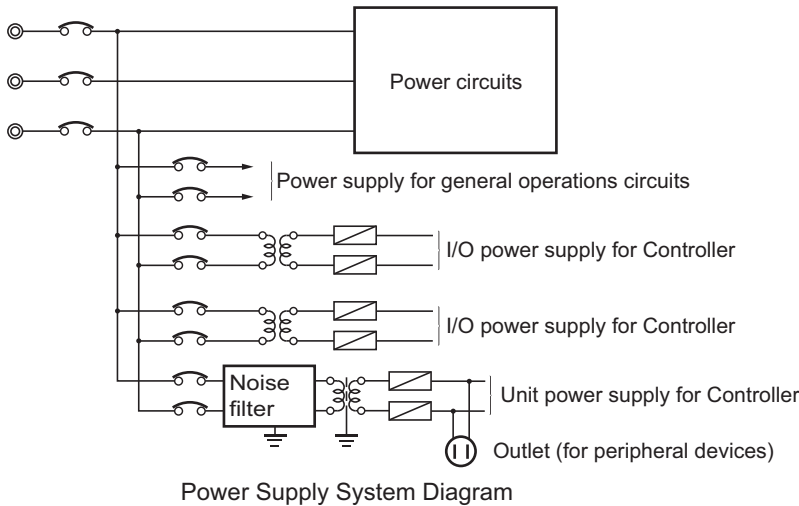 Power circuits
Power supply for general operations circuits
I/O power supply for Controller
I/O power supply for Controller
Noise
filter
Unit power supply for Controller
Outlet (for peripheral devices)
Power Supply System Diagram